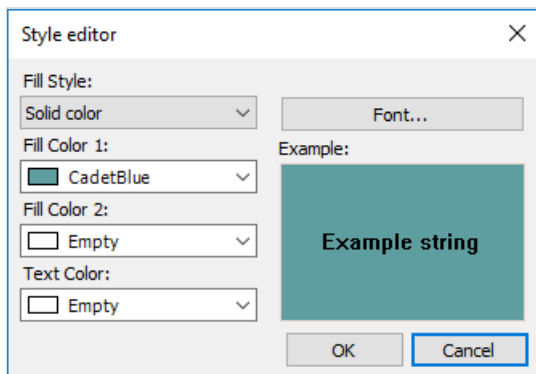 Style editor
Fill Style:
Solid color
Font...
Fill Color 1:
Example:
CadetBlue
Fill Color 2:
Empty
Example string
Text Color:
Empty
OK
Cancel